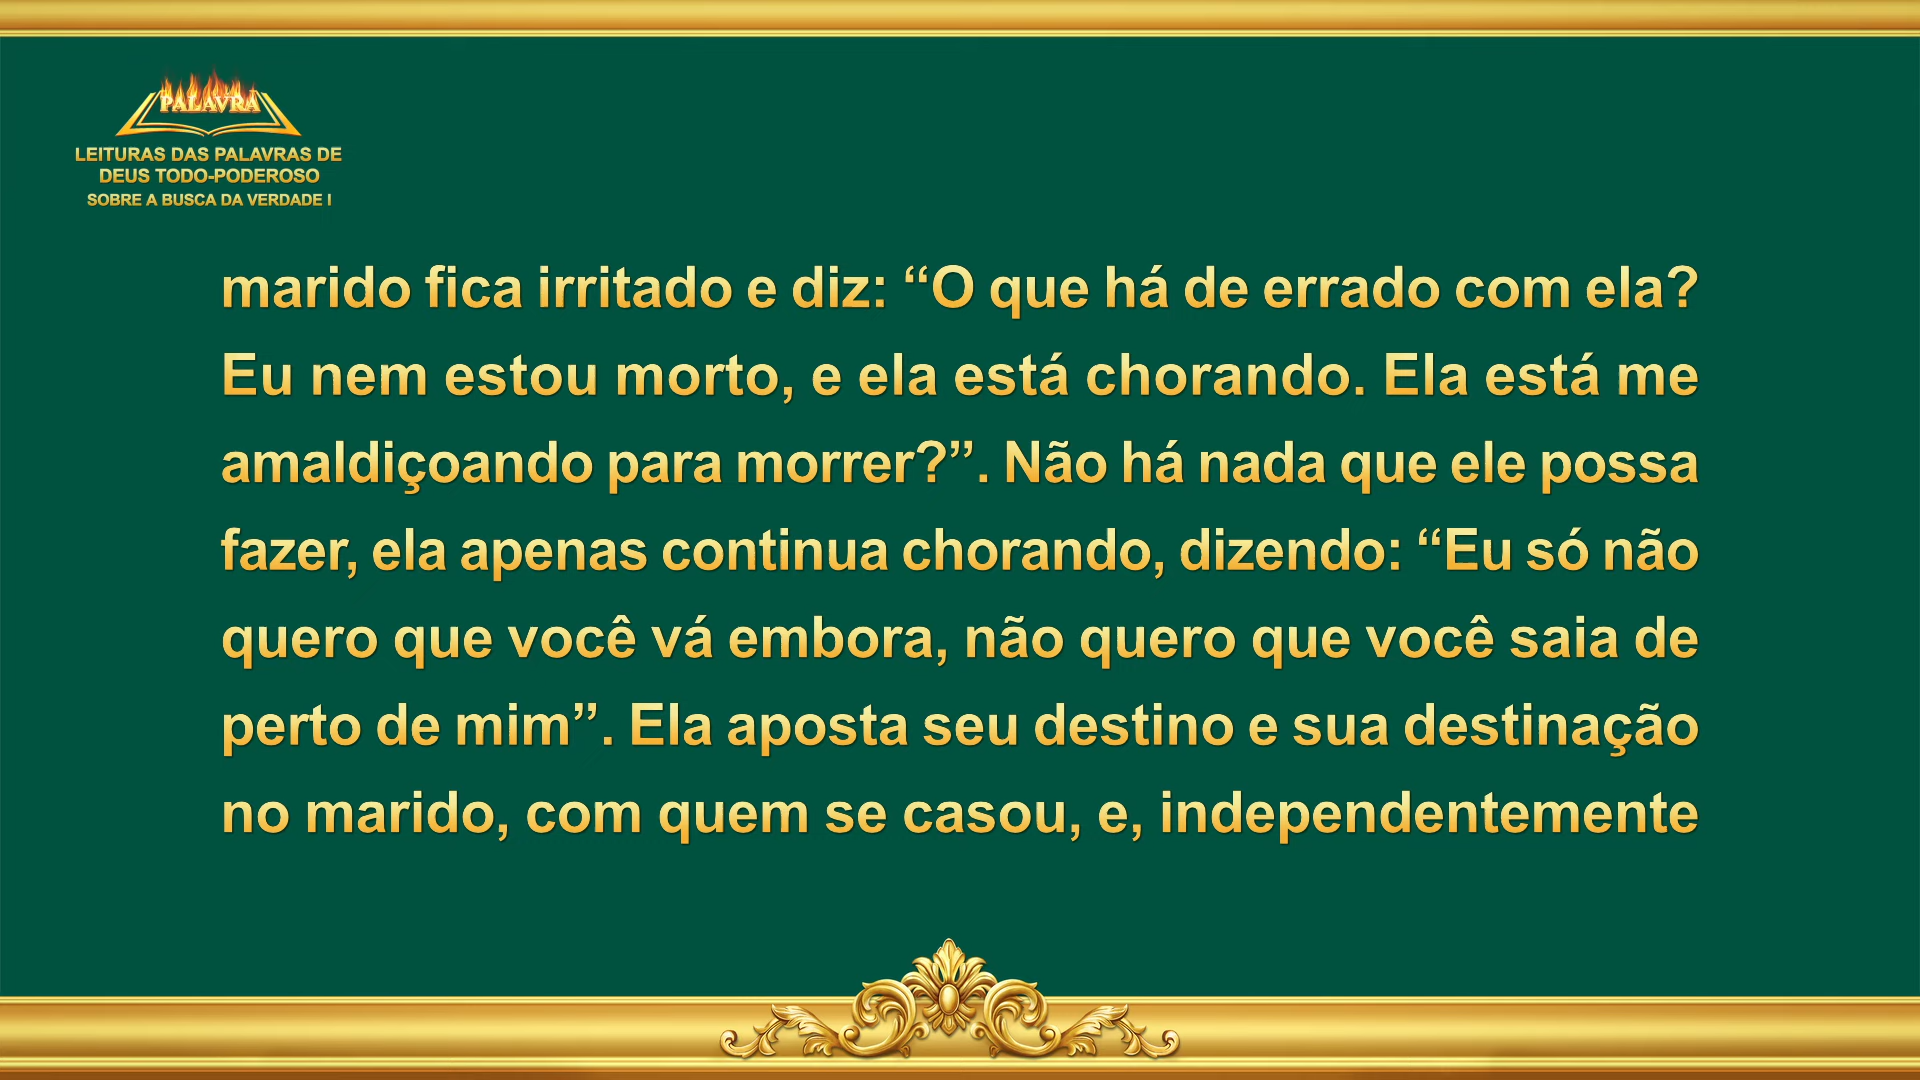 PALAVRA
LEITURAS DAS PALAVRAS DE
DEUS TODO-PODEROSO
SOBRE A BUSCA DA VERDADE I
marido fica irritado e diz: “O que há de errado com ela?
Eu nem estou morto, e ela está chorando. Ela está me
amaldiçoando para morrer?”. Não há nada que ele possa
fazer, ela apenas continua chorando, dizendo: “Eu só não
quero que você vá embora, não quero que você saia de
perto de mim”. Ela aposta seu destino e sua destinação
no marido, com quem se casou, e, independentemente